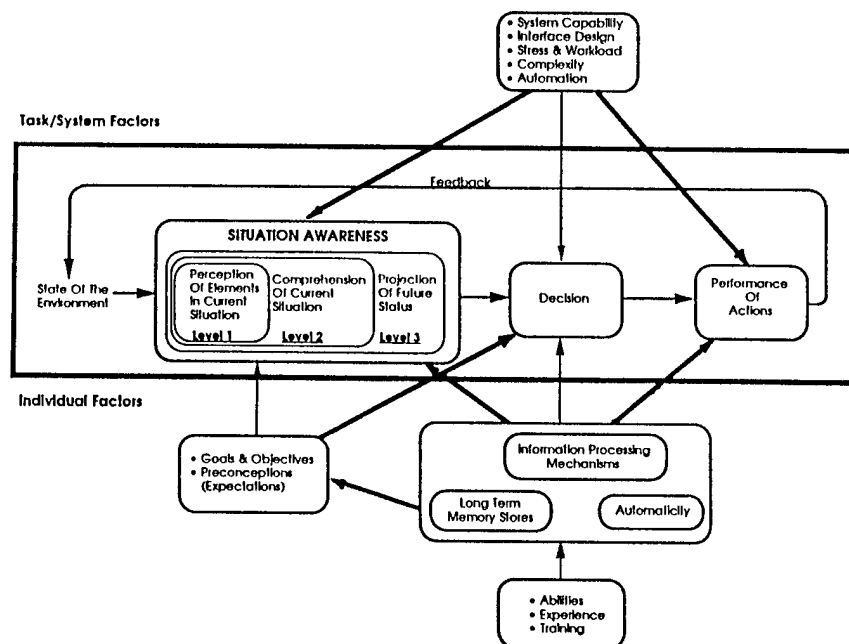 • System Capability
• Interface Design
• Stress & Workload
• Complexity
• Automation
Task/System Factors
Feedback
SITUATION AWARENESS
Perception
Of Elements
In Current
Situation
Level 1
Comprehension
Of Current
Situation
Level 2
Projection
Of Future
Status
Level 3
State Of The
Environment
Decision
Performance
Of
Actions
Individual Factors
• Goals & Objectives
• Preconceptions
(Expectations)
Information Processing
Mechanisms
Long Term
Memory Stores
Automaticity
• Abilities
• Experience
• Training